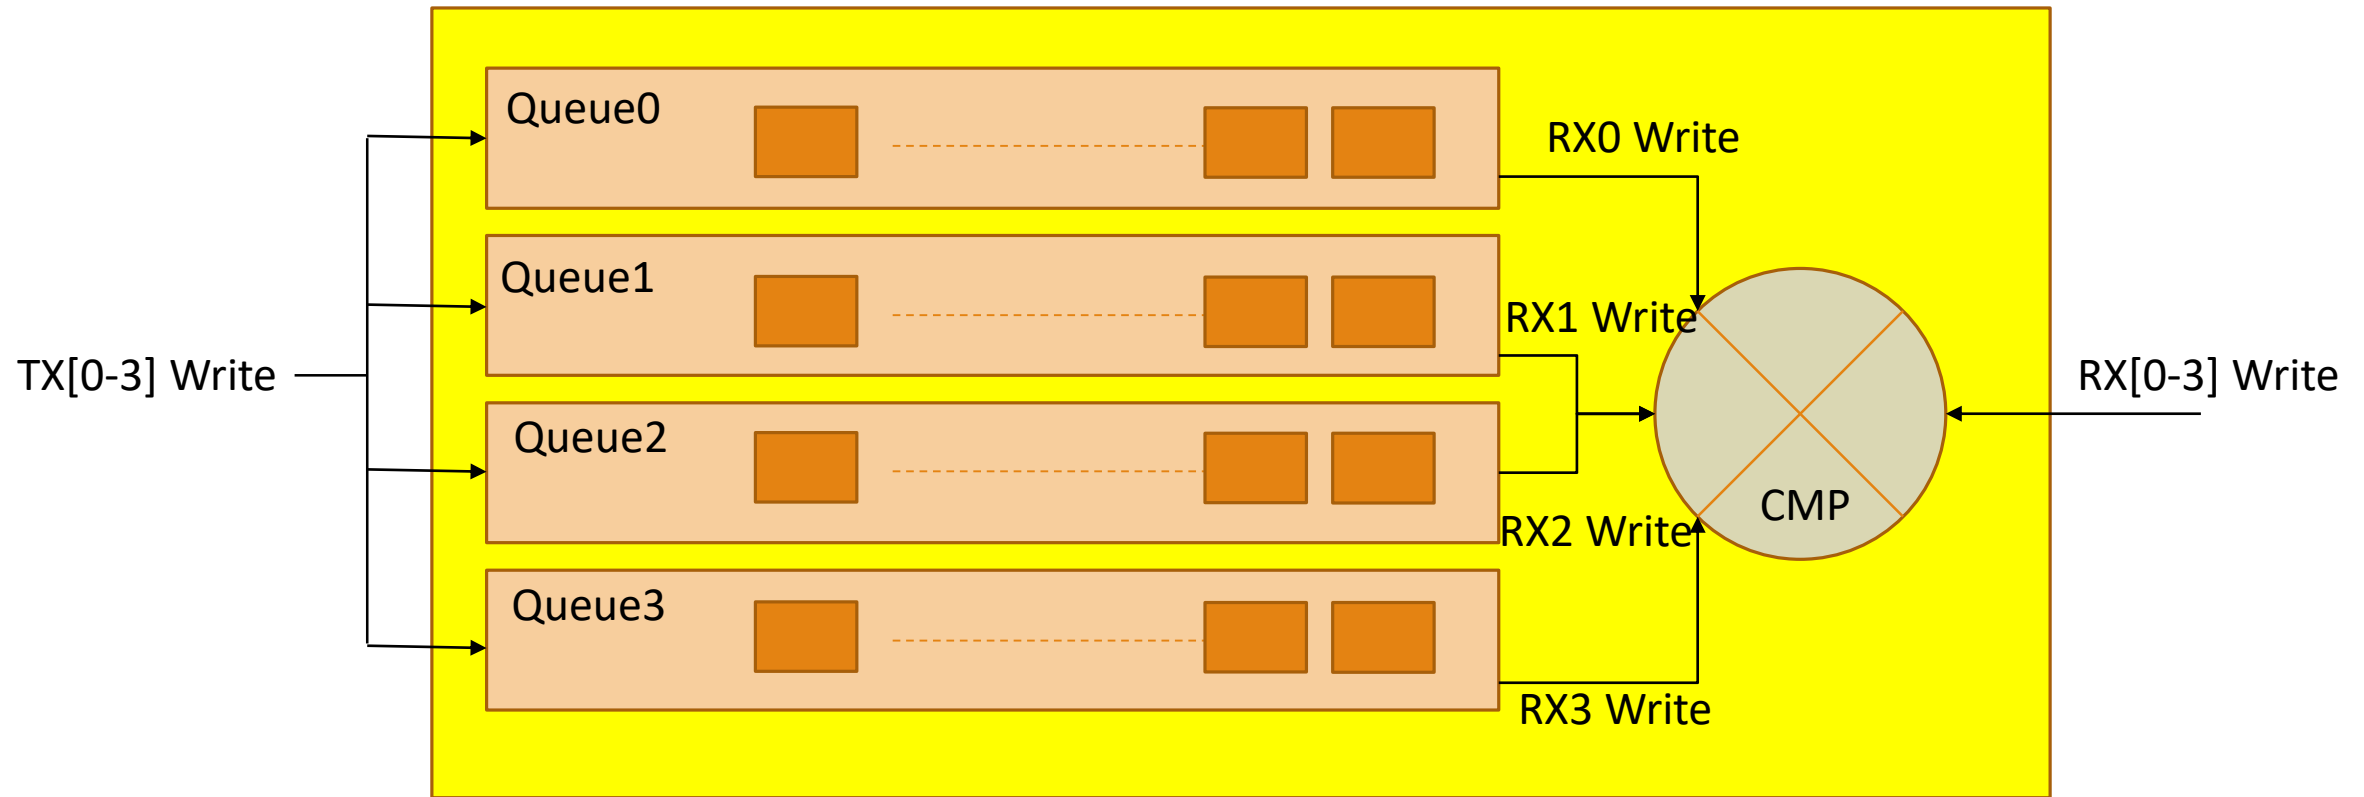 Queue0
RX0 Write
Queue1
RX1 Write
TX[0-3] Write
RX[0-3] Write
Queue2
CMP
RX2 Write
Queue3
RX3 Write